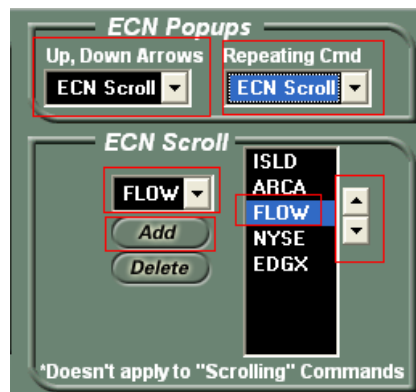 ECN Popups
Up, Down Arrows Repeating Cmd
ECN Scroll ECN Scroll
ECN Scroll
FLOW
Add
Delete
ISLD
ARCA
FLOW
NYSE
EDGX
*Doesn't apply to "Scrolling" Commands